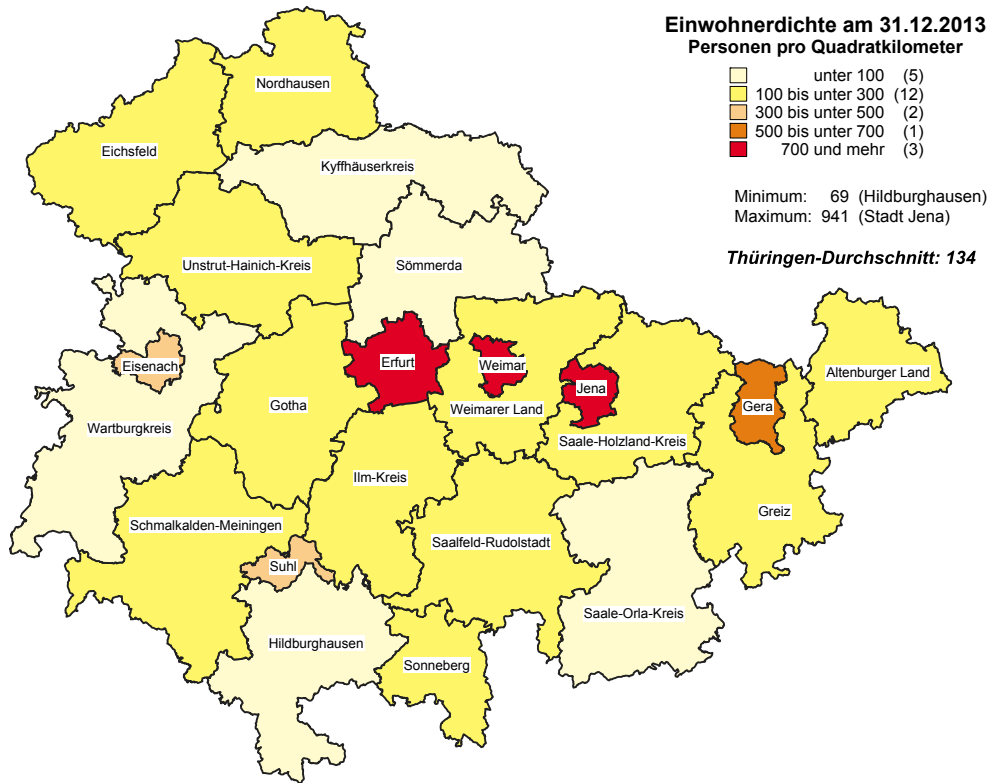 Einwohnerdichte am 31.12.2013
Personen pro Quadratkilometer
unter 100 (5)
100 bis unter 300 (12)
300 bis unter 500 (2)
500 bis unter 700 (1)
700 und mehr (3)
Minimum: 69 (Hildburghausen)
Maximum: 941 (Stadt Jena)
Thüringen-Durchschnitt: 134
Nordhausen
Eichsfeld
Kyffhäuserkreis
Unstrut-Hainich-Kreis
Sömmerda
Eisenach
Erfurt
Weimar
Jena
Altenburger Land
Gotha
Weimarer Land
Gera
Wartburgkreis
Saale-Holzland-Kreis
Ilm-Kreis
Greiz
Schmalkalden-Meiningen
Saalfeld-Rudolstadt
Suhl
Saale-Orla-Kreis
Hildburghausen
Sonneberg